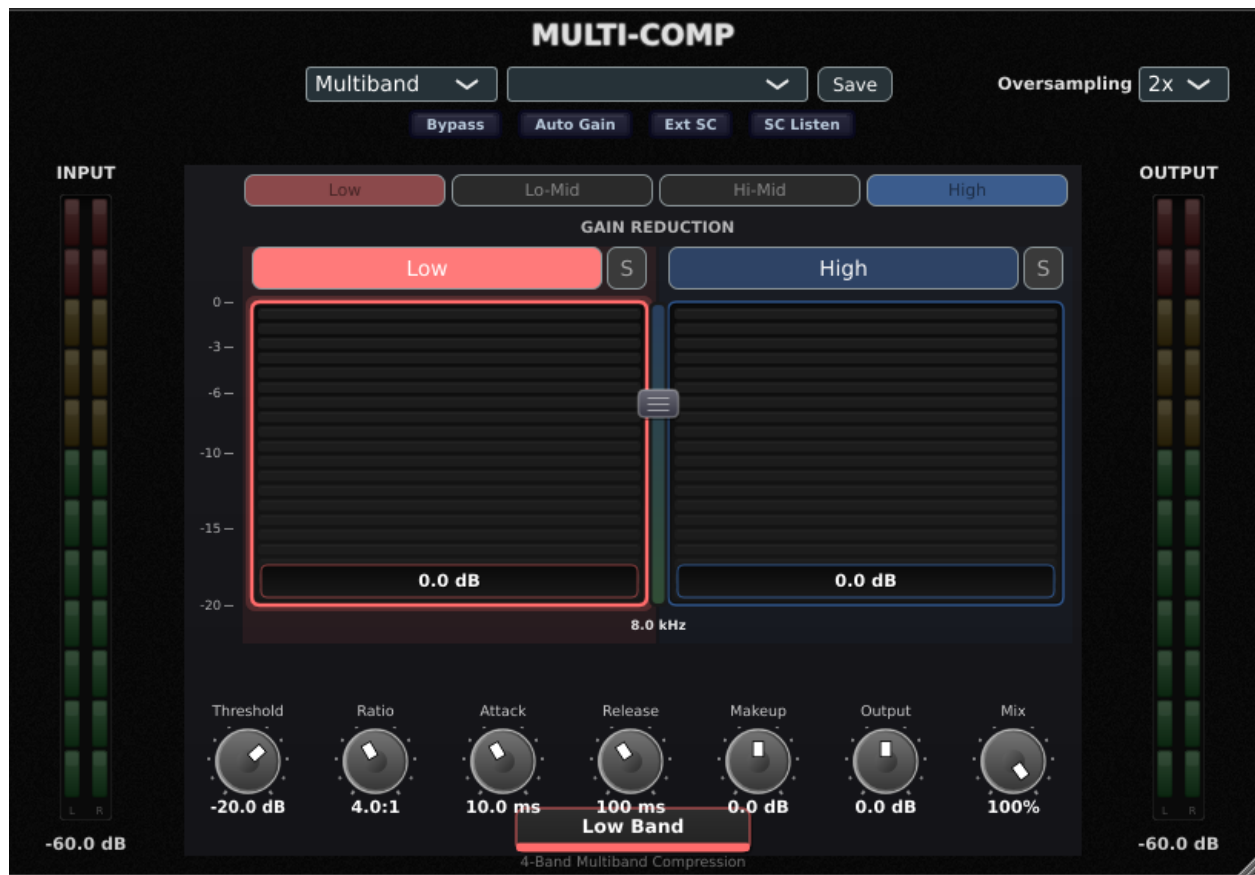 MULTI-COMP
Multiband
Save
Oversampling 2x
Bypass Auto Gain Ext SC SC Listen
INPUT
OUTPUT
Low Lo-Mid Hi-Mid High
GAIN REDUCTION
Low S High S
0
-3
-6
-10
-15
-20
0.0 dB 0.0 dB
8.0 kHz
Threshold Ratio Attack Release Makeup Output Mix
-20.0 dB 4.0:1 10.0 ms 100 ms 0.0 dB 0.0 dB 100%
L R
L R
Low Band
-60.0 dB
-60.0 dB
4-Band Multiband Compression